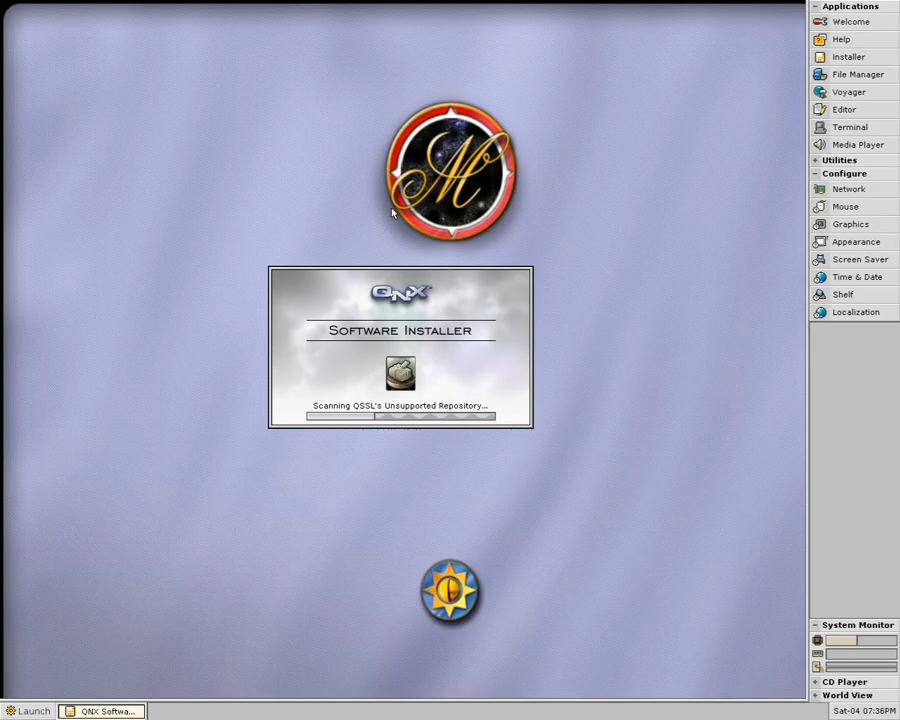 Applications
Welcome
Help
Installer
File Manager
Voyager
Editor
Terminal
Media Player
Utilities
Configure
Network
Mouse
Graphics
Appearance
Screen Saver
Time & Date
Shelf
Localization
M
QNX
SOFTWARE INSTALLER
Scanning QSSL's Unsupported Repository...
System Monitor
CD Player
World View
Launch
QNX Softwa...
Sat-04 07:36PM